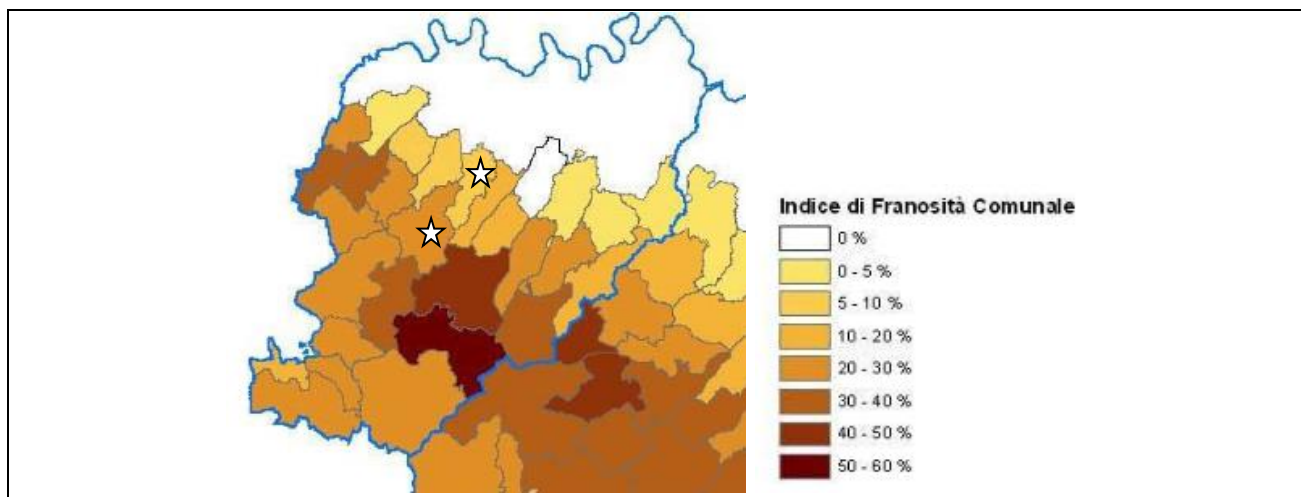 Indice di Franosità Comunale
0 %
0 - 5 %
5 - 10 %
10 - 20 %
20 - 30 %
30 - 40 %
40 - 50 %
50 - 60 %